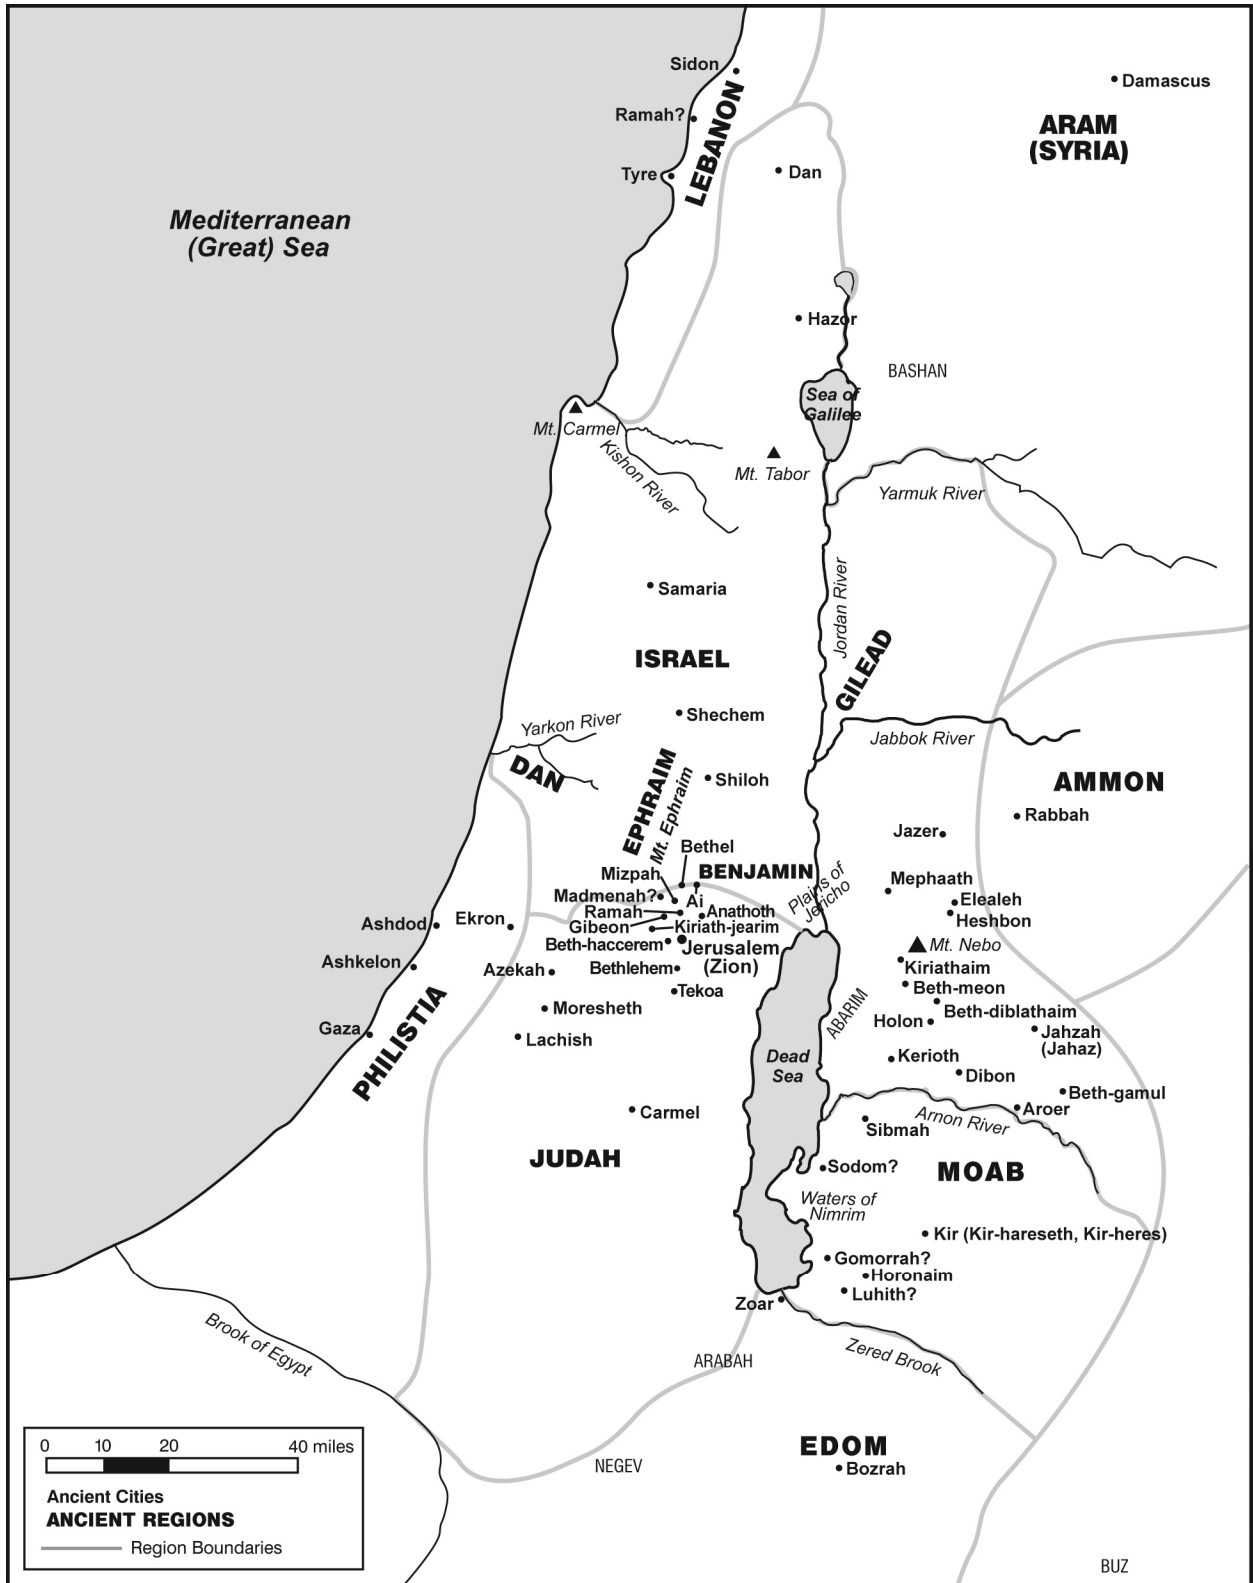 Sidon
Damascus
Ramah?
LEBANON
ARAM
(SYRIA)
Tyre
Dan
Mediterranean
(Great) Sea
Hazor
BASHAN
Sea of
Galilee
Mt. Carmel
Kishon River
Mt. Tabor
Yarmuk River
Jordan River
Samaria
ISRAEL
GILEAD
Shechem
Yarkon River
Jabbok River
DAN
EPHRAIM
Mt. Ephraim
Shiloh
AMMON
Rabbah
Jazer
Bethel
Mizpah
BENJAMIN
Plains of
Jericho
Mephaath
Madmenah?
Ai
Elealeh
Ramah
Anathoth
Heshbon
Ashdod
Ekron
Gibeon
Kiriath-jearim
Beth-haccerem
Jerusalem
(Zion)
Mt. Nebo
Ashkelon
Azekah
Bethlehem
Kiriathaim
Beth-meon
Tekoa
ABARIM
Beth-diblathaim
Moresheth
Holon
Gaza
PHILISTIA
Lachish
Jahzah
(Jahaz)
Dead
Sea
Kerioth
Dibon
Beth-gamul
Carmel
Aroer
Arnon River
Sibmah
JUDAH
Sodom?
MOAB
Waters of
Nimrim
Kir (Kir-hareseth, Kir-heres)
Gomorrah?
Horonaim
Luhith?
Zoar
Brook of Egypt
Zered Brook
ARABAH
EDOM
NEGEV
Bozrah
BUZ
0 10 20 40 miles
Ancient Cities
ANCIENT REGIONS
Region Boundaries